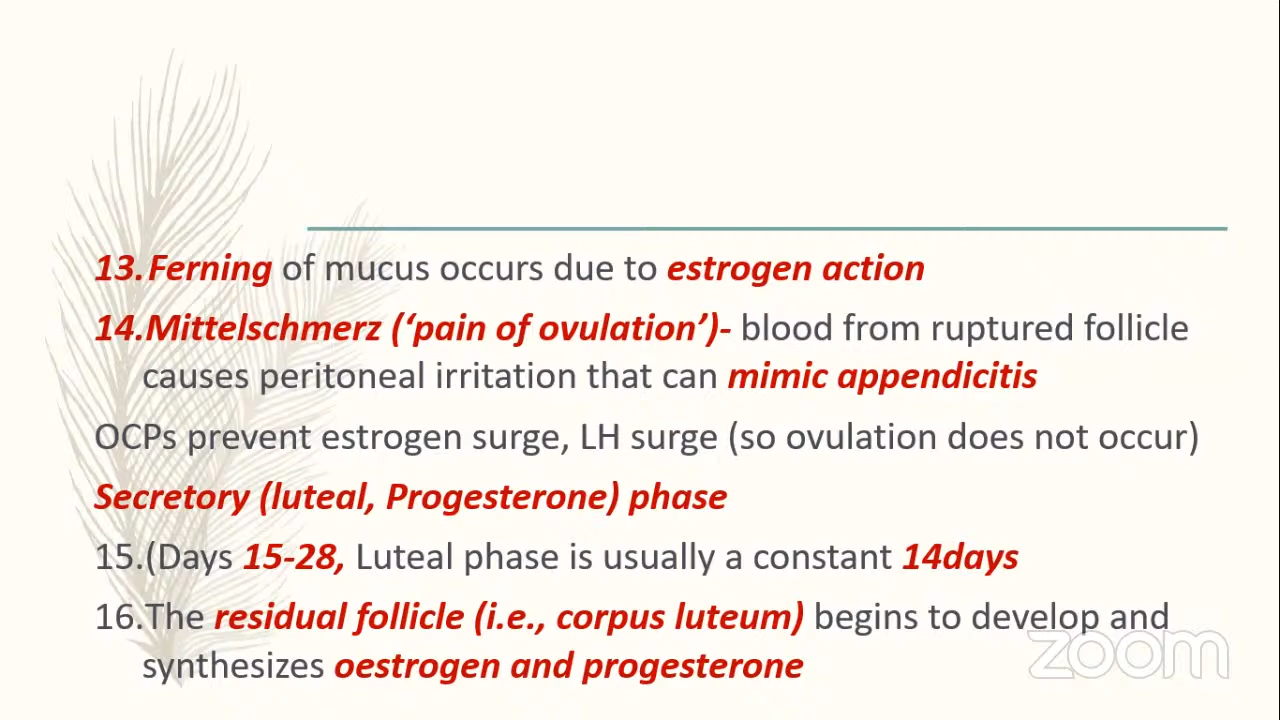 13. Ferning of mucus occurs due to estrogen action
14.Mittelschmerz (‘pain of ovulation’)- blood from ruptured follicle
causes peritoneal irritation that can mimic appendicitis
OCPs prevent estrogen surge, LH surge (so ovulation does not occur)
Secretory (luteal, Progesterone) phase
15.(Days 15-28, Luteal phase is usually a constant 14days
16.The residual follicle (i.e., corpus luteum) begins to develop and
synthesizes oestrogen and progesterone
zoom